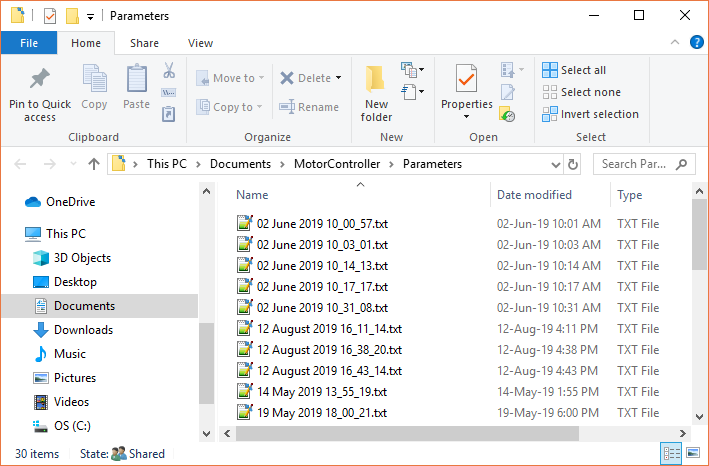 Parameters
File Home Share View
Pin to Quick access
Copy
Paste
Clipboard
Move to
Copy to
Delete
Rename
Organize
New folder
New
Properties
Open
Select all
Select none
Invert selection
Select
This PC > Documents > MotorController > Parameters
Search Par...
OneDrive
This PC
3D Objects
Desktop
Documents
Downloads
Music
Pictures
Videos
OS (C:)
Name Date modified Type
02 June 2019 10_00_57.txt 02-Jun-19 10:01 AM TXT File
02 June 2019 10_03_01.txt 02-Jun-19 10:03 AM TXT File
02 June 2019 10_14_13.txt 02-Jun-19 10:14 AM TXT File
02 June 2019 10_17_17.txt 02-Jun-19 10:17 AM TXT File
02 June 2019 10_31_08.txt 02-Jun-19 10:31 AM TXT File
12 August 2019 16_11_14.txt 12-Aug-19 4:11 PM TXT File
12 August 2019 16_38_20.txt 12-Aug-19 4:38 PM TXT File
12 August 2019 16_43_14.txt 12-Aug-19 4:43 PM TXT File
14 May 2019 13_55_19.txt 14-May-19 1:55 PM TXT File
19 May 2019 18_00_21.txt 19-May-19 6:00 PM TXT File
30 items State: Shared